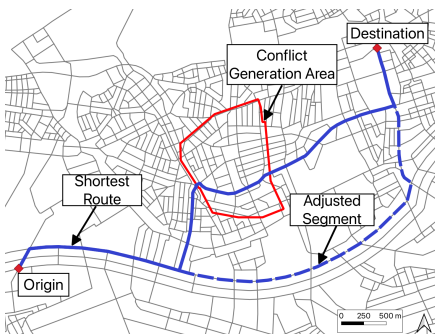 Destination
Conflict
Generation Area
Shortest
Route
Adjusted
Segment
Origin
0 250 500 m